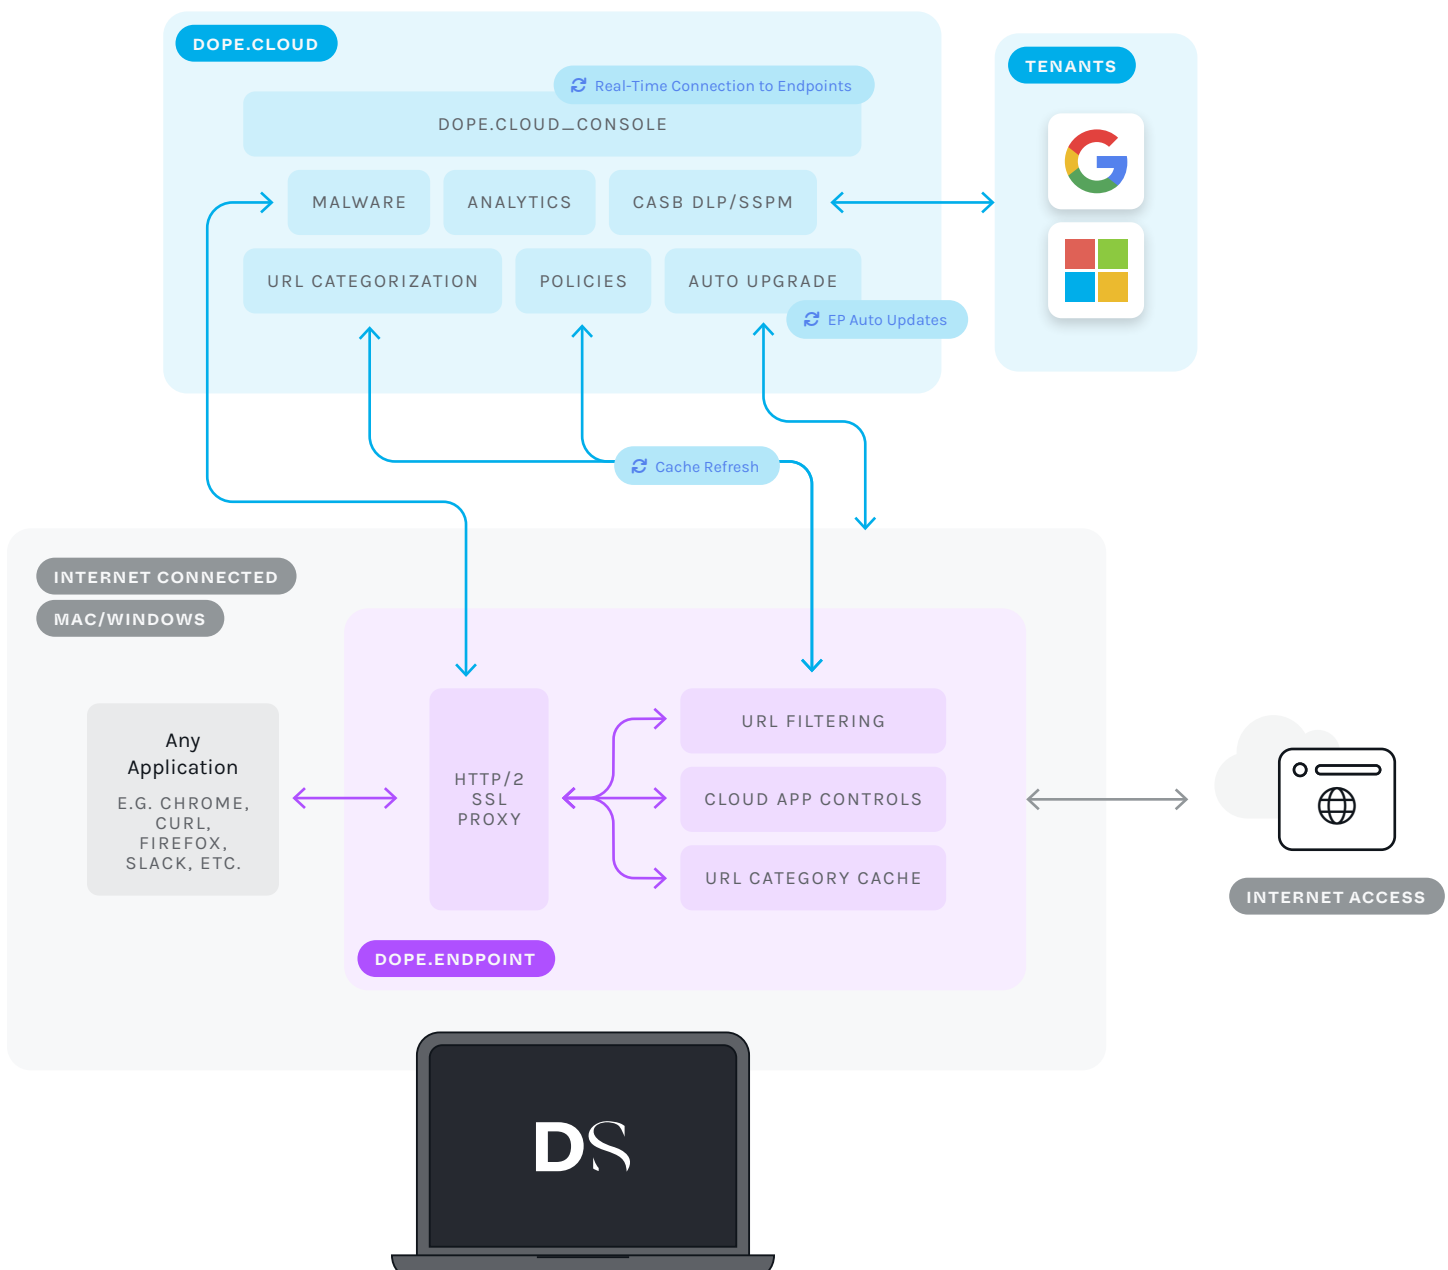 DOPE.CLOUD
TENANTS
Real-Time Connection to Endpoints
DOPE.CLOUD_CONSOLE
MALWARE
ANALYTICS
CASB DLP/SSPM
URL CATEGORIZATION
POLICIES
AUTO UPGRADE
EP Auto Updates
Cache Refresh
INTERNET CONNECTED
MAC/WINDOWS
Any
Application
E.G. CHROME,
CURL,
FIREFOX,
SLACK, ETC.
HTTP/2
SSL
PROXY
URL FILTERING
CLOUD APP CONTROLS
URL CATEGORY CACHE
DOPE.ENDPOINT
INTERNET ACCESS
DS